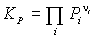 K_P = ∏_i P_i^{ν_i}